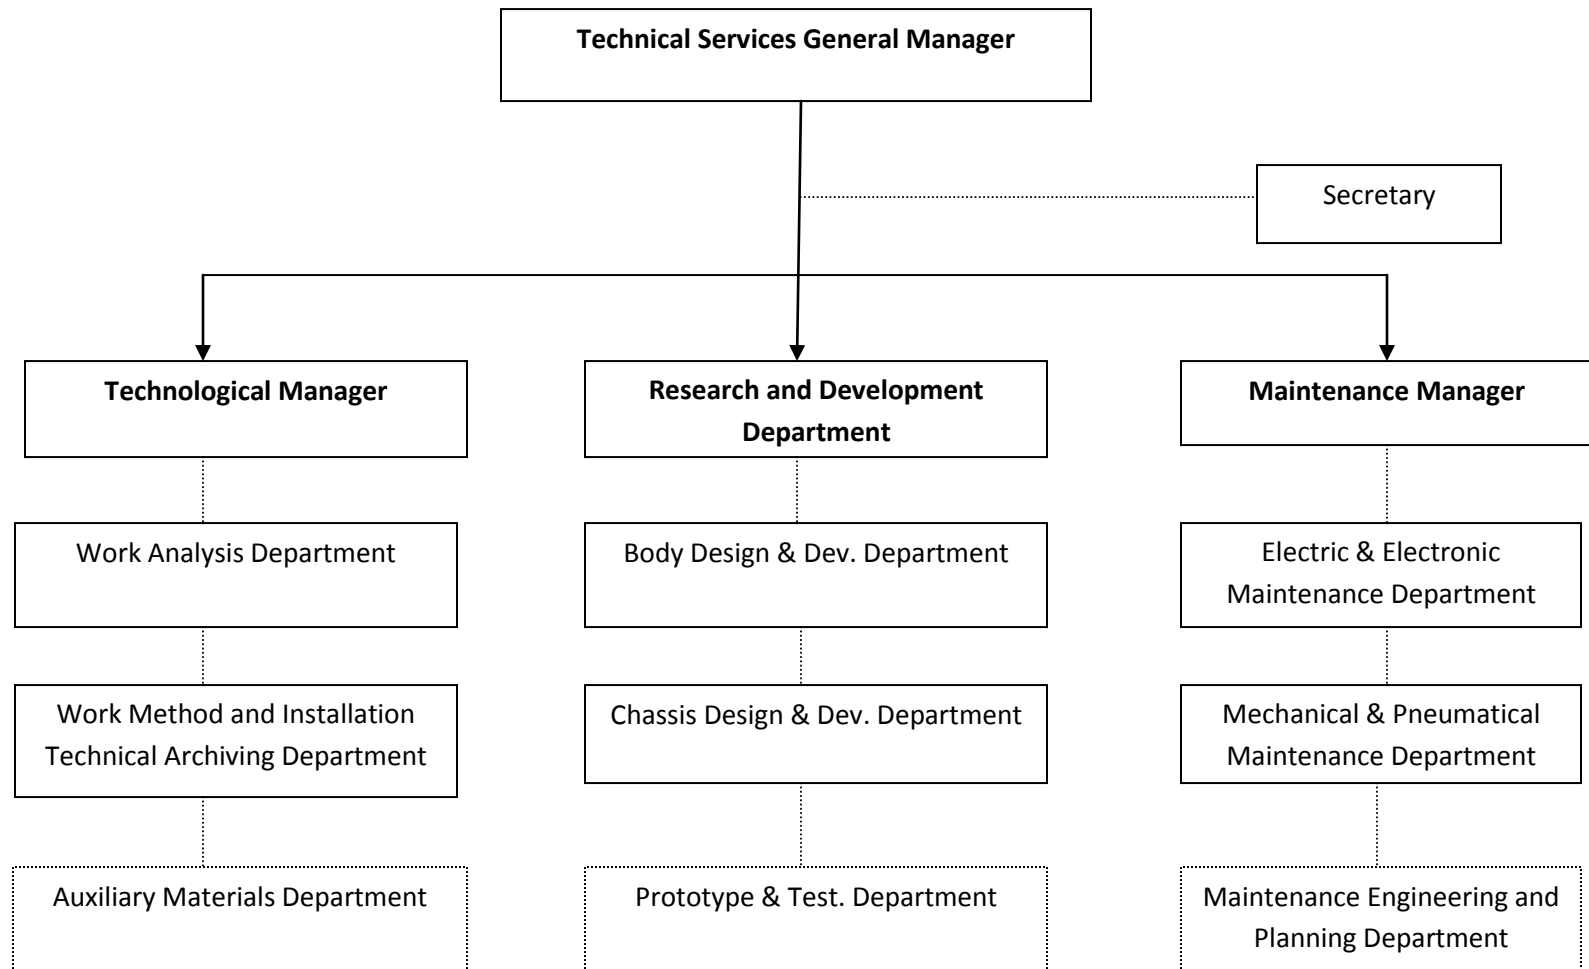 Technical Services General Manager
Secretary
Technological Manager
Research and Development
Department
Maintenance Manager
Work Analysis Department
Body Design & Dev. Department
Electric & Electronic
Maintenance Department
Work Method and Installation
Technical Archiving Department
Chassis Design & Dev. Department
Mechanical & Pneumatical
Maintenance Department
Auxiliary Materials Department
Prototype & Test. Department
Maintenance Engineering and
Planning Department